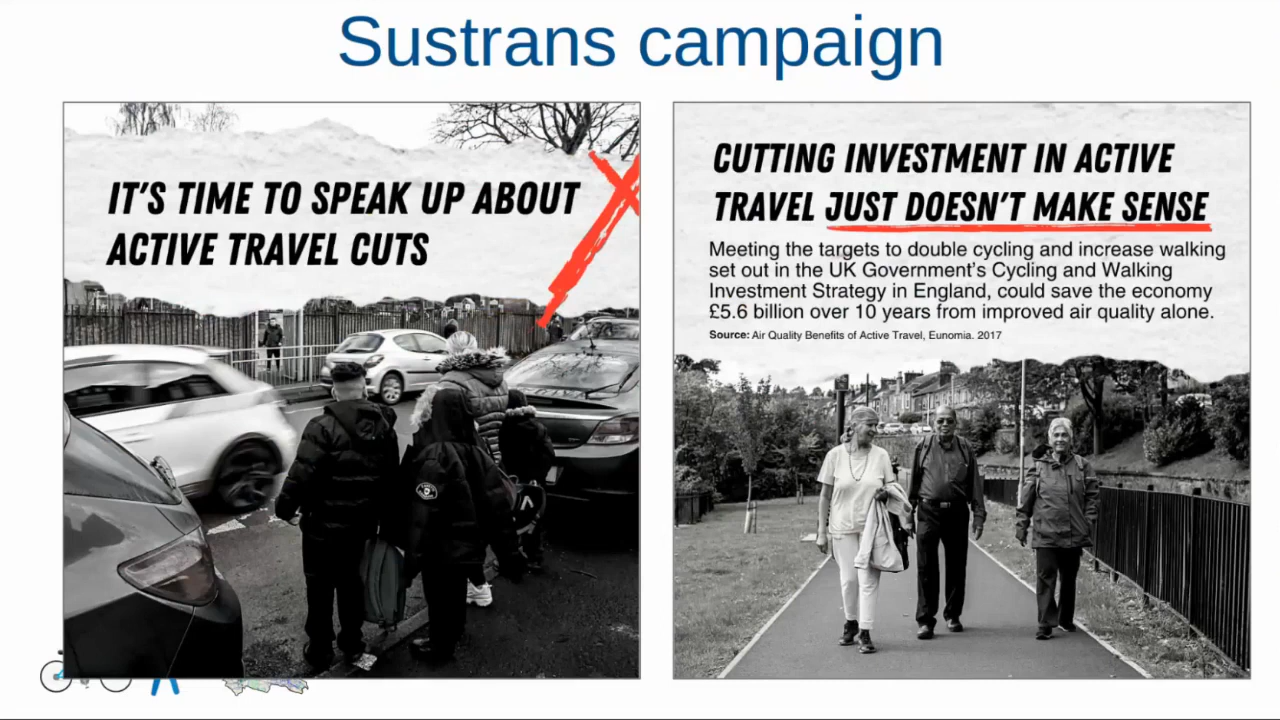 Sustrans campaign
IT'S TIME TO SPEAK UP ABOUT
ACTIVE TRAVEL CUTS
CUTTING INVESTMENT IN ACTIVE
TRAVEL JUST DOESN'T MAKE SENSE
Meeting the targets to double cycling and increase walking
set out in the UK Government's Cycling and Walking
Investment Strategy in England, could save the economy
£5.6 billion over 10 years from improved air quality alone.
Source: Air Quality Benefits of Active Travel, Eunomia. 2017